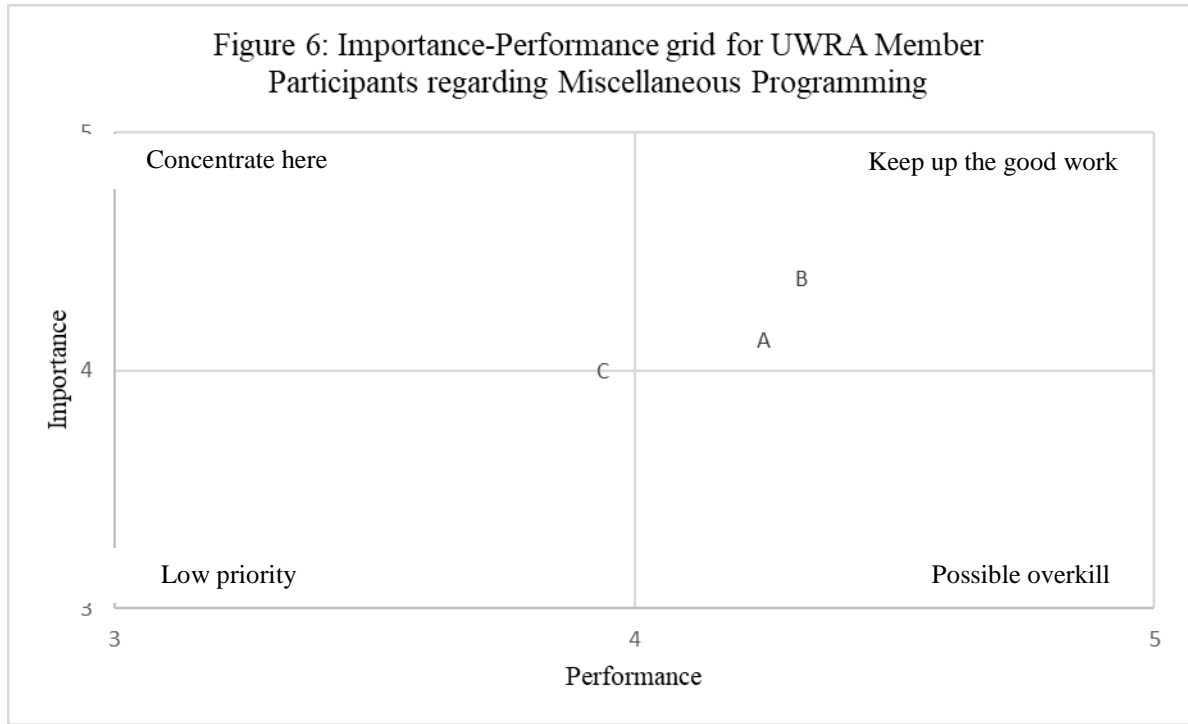 Figure 6: Importance-Performance grid for UWRA Member
Participants regarding Miscellaneous Programming
5
Concentrate here
Keep up the good work
B
A
Importance
4
C
Low priority
Possible overkill
3
3
4
5
Performance